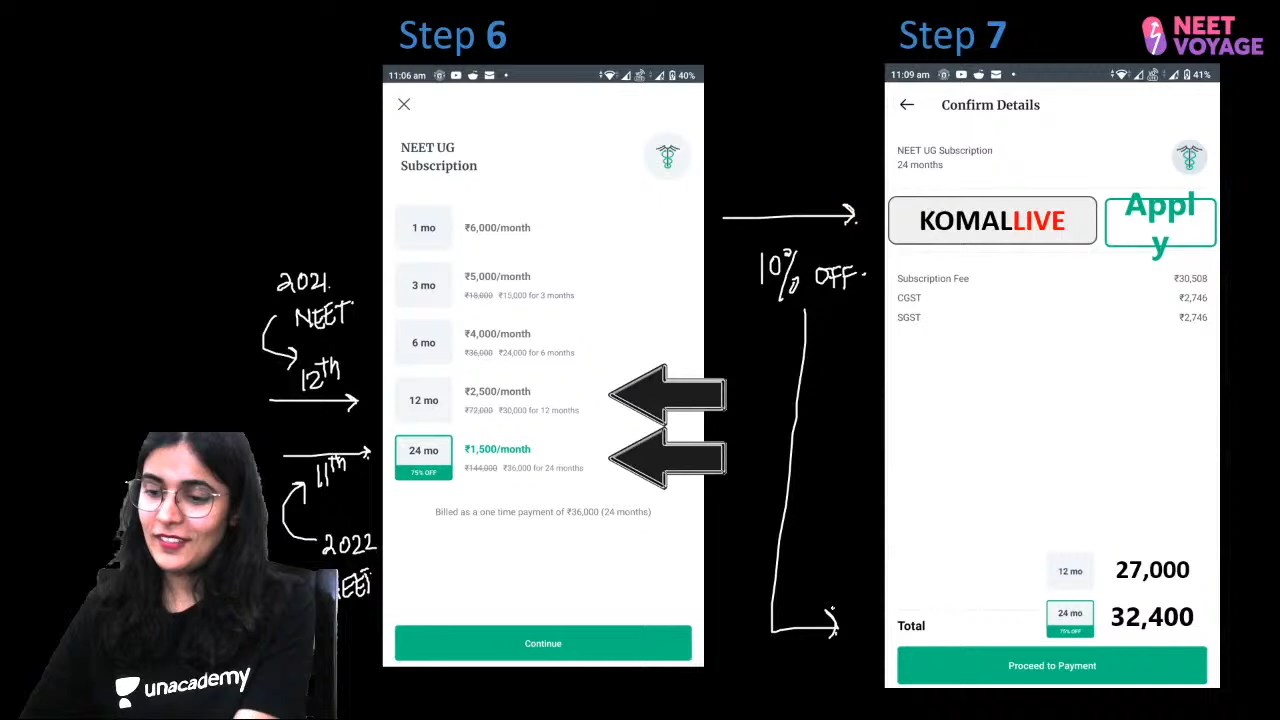 Step 6
Step 7
NEET
VOYAGE
11:06 am
40%
NEET UG
Subscription
1 mo
₹6,000/month
3 mo
₹5,000/month
₹18,000 ₹15,000 for 3 months
6 mo
₹4,000/month
₹36,000 ₹24,000 for 6 months
12 mo
₹2,500/month
₹72,000 ₹30,000 for 12 months
24 mo
75% OFF
₹1,500/month
₹144,000 ₹36,000 for 24 months
Billed as a one time payment of ₹36,000 (24 months)
Continue
2021.
NEET
12th
11th
2022
NEET
unacademy
10% OFF.
11:09 am
41%
Confirm Details
NEET UG Subscription
24 months
KOMALLIVE
Appl
y
Subscription Fee ₹30,508
CGST ₹2,746
SGST ₹2,746
12 mo 27,000
24 mo 32,400
75% OFF
Total
Proceed to Payment